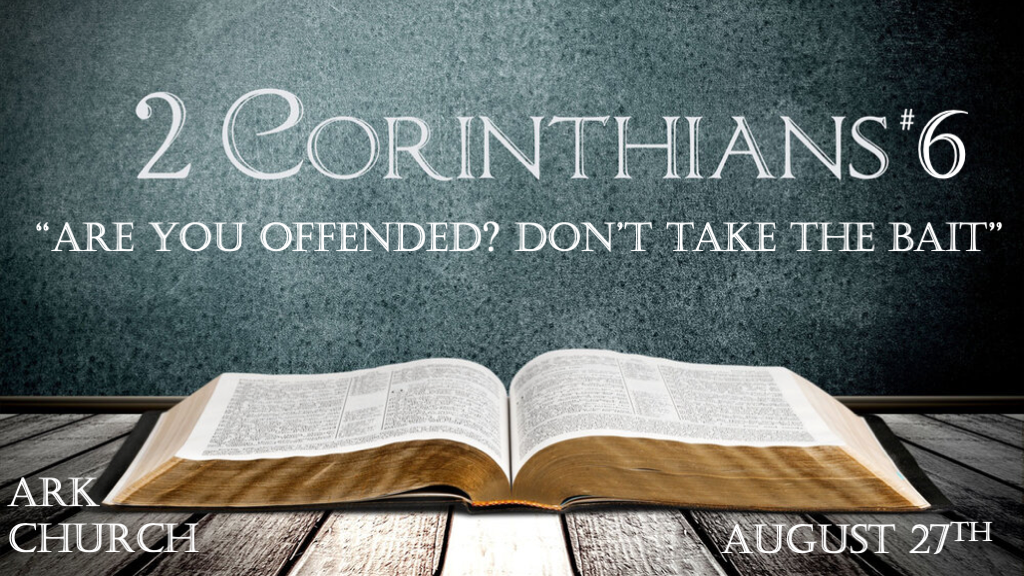 2 Corinthians #6
“Are you offended? Don’t take the bait”
Ark
Church
August 27th